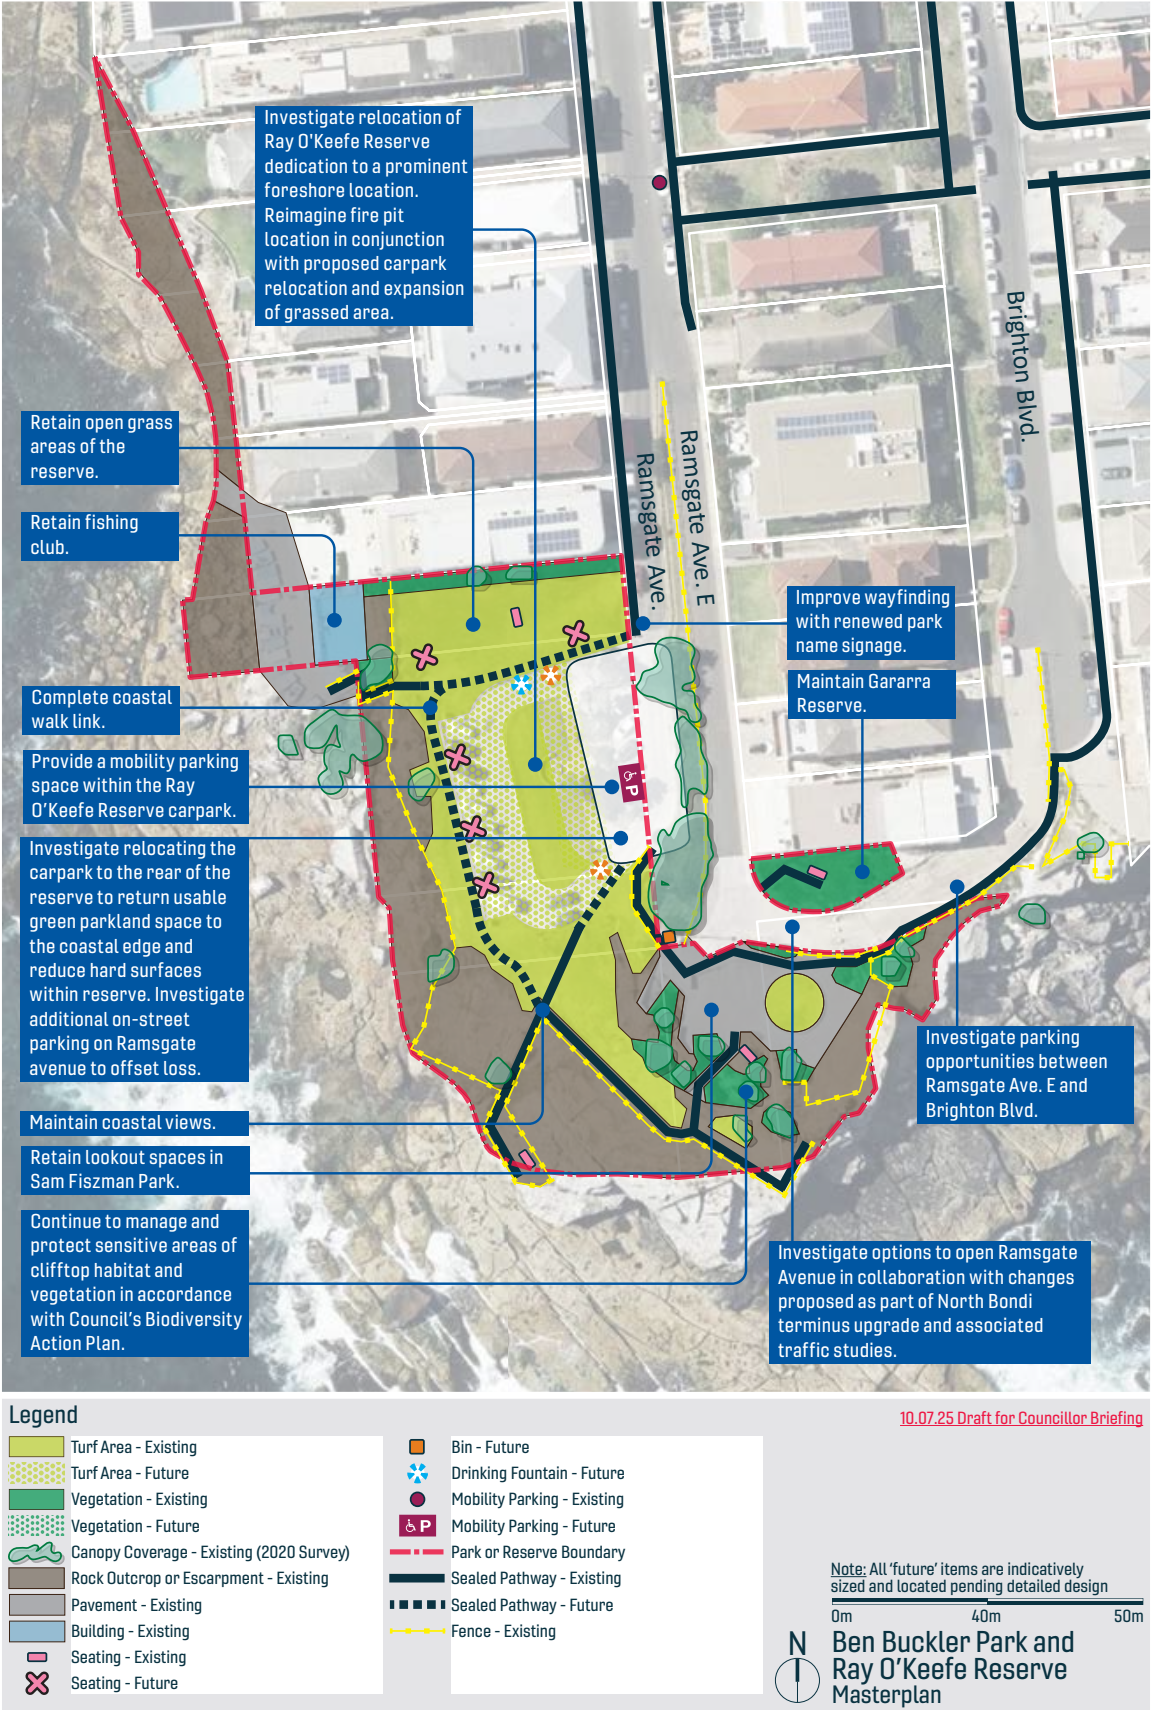 Investigate relocation of
Ray O'Keefe Reserve
dedication to a prominent
foreshore location.
Reimagine fire pit
location in conjunction
with proposed carpark
relocation and expansion
of grassed area.
Brighton Blvd.
Retain open grass
areas of the
reserve.
Ramsgate Ave. E
Ramsgate Ave.
Retain fishing
club.
Improve wayfinding
with renewed park
name signage.
Maintain Gararra
Reserve.
Complete coastal
walk link.
Provide a mobility parking
space within the Ray
O'Keefe Reserve carpark.
P
Investigate relocating the
carpark to the rear of the
reserve to return usable
green parkland space to
the coastal edge and
reduce hard surfaces
within reserve. Investigate
additional on-street
parking on Ramsgate
avenue to offset loss.
Investigate parking
opportunities between
Ramsgate Ave. E and
Brighton Blvd.
Maintain coastal views.
Retain lookout spaces in
Sam Fiszman Park.
Continue to manage and
protect sensitive areas of
clifftop habitat and
vegetation in accordance
with Council's Biodiversity
Action Plan.
Investigate options to open Ramsgate
Avenue in collaboration with changes
proposed as part of North Bondi
terminus upgrade and associated
traffic studies.
Legend
10.07.25 Draft for Councillor Briefing
Turf Area - Existing
Turf Area - Future
Vegetation - Existing
Vegetation - Future
Canopy Coverage - Existing (2020 Survey)
Rock Outcrop or Escarpment - Existing
Pavement - Existing
Building - Existing
Seating - Existing
Seating - Future
Bin - Future
Drinking Fountain - Future
Mobility Parking - Existing
P Mobility Parking - Future
Park or Reserve Boundary
Sealed Pathway - Existing
Sealed Pathway - Future
Fence - Existing
Note: All 'future' items are indicatively
sized and located pending detailed design
0m 40m 50m
N
Ben Buckler Park and
Ray O'Keefe Reserve
Masterplan